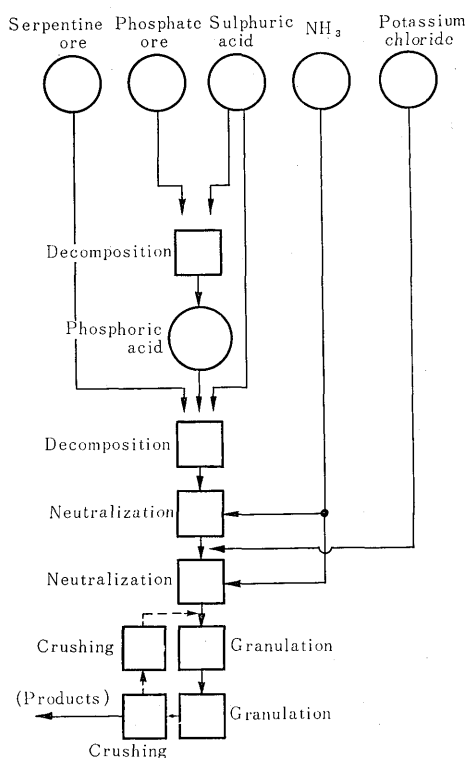 Serpentine
ore
Phosphate
ore
Sulphuric
acid
NH₃
Potassium
chloride
Decomposition
Phosphoric
acid
Decomposition
Neutralization
Neutralization
Crushing
Granulation
(Products)
Granulation
Crushing